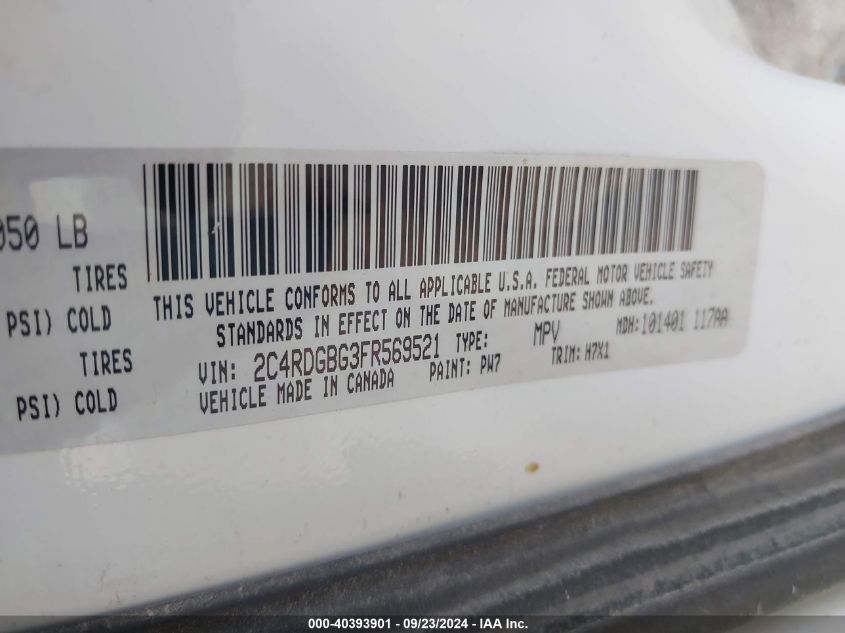 050 LB
TIRES
PSI) COLD
TIRES
PSI) COLD
THIS VEHICLE CONFORMS TO ALL APPLICABLE U.S.A. FEDERAL MOTOR VEHICLE SAFETY
STANDARDS IN EFFECT ON THE DATE OF MANUFACTURE SHOWN ABOVE.
VIN: 2C4RDGBG3FR569521 TYPE: MPV MDH: 101401 117AA
VEHICLE MADE IN CANADA PAINT: PW7 TRIM: H7X1
000-40393901 - 09/23/2024 - IAA Inc.